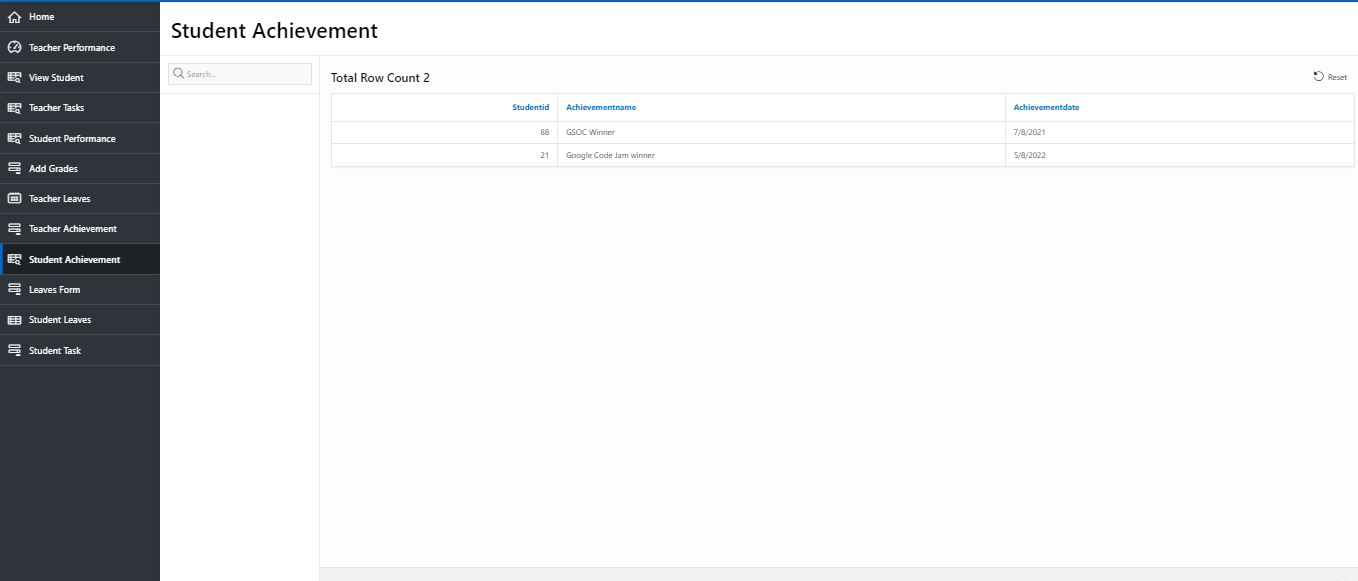 Home
Teacher Performance
View Student
Teacher Tasks
Student Performance
Add Grades
Teacher Leaves
Teacher Achievement
Student Achievement
Leaves Form
Student Leaves
Student Task
Student Achievement
Search...
Total Row Count 2
Reset
Studentid Achievementname Achievementdate
88 GSOC Winner 7/8/2021
21 Google Code Jam winner 5/8/2022